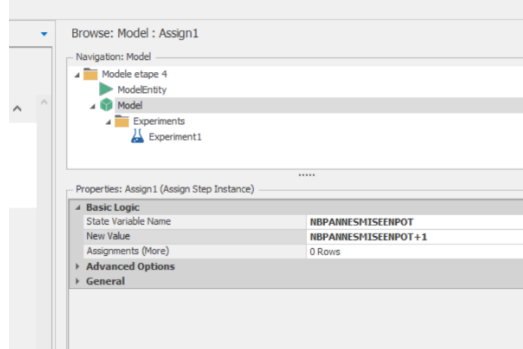 Browse: Model : Assign1
Navigation: Model
Modele etape 4
ModelEntity
Model
Experiments
Experiment1
Properties: Assign1 (Assign Step Instance)
Basic Logic
State Variable Name NBPANNESMISEENPOT
New Value NBPANNESMISEENPOT+1
Assignments (More) 0 Rows
Advanced Options
General